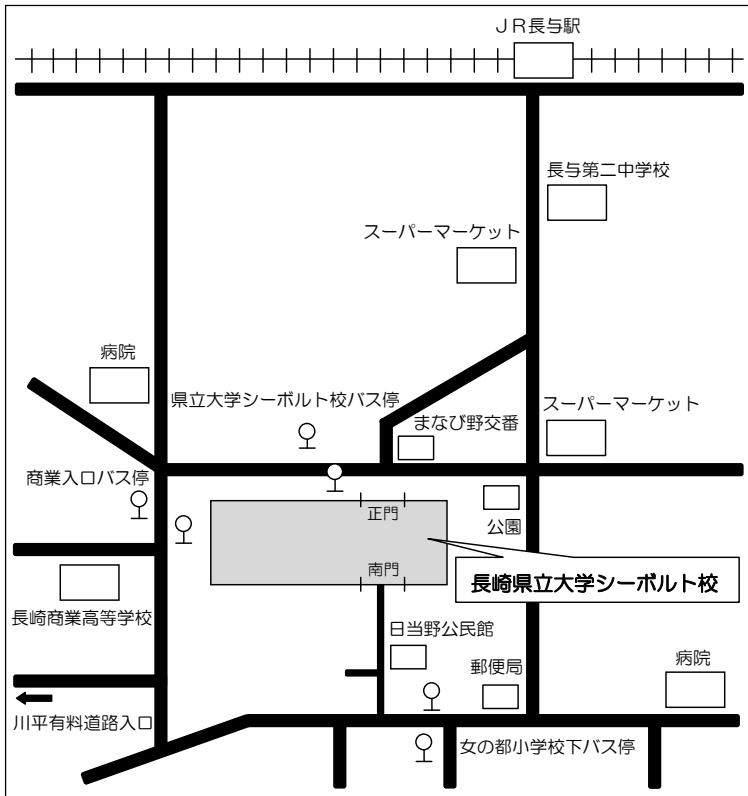 ＪＲ長与駅
長与第二中学校
スーパーマーケット
病院
県立大学シーボルト校バス停
スーパーマーケット
まなび野交番
商業入口バス停
正門
公園
南門
長崎県立大学シーボルト校
長崎商業高等学校
日当野公民館
郵便局
病院
川平有料道路入口
女の都小学校下バス停